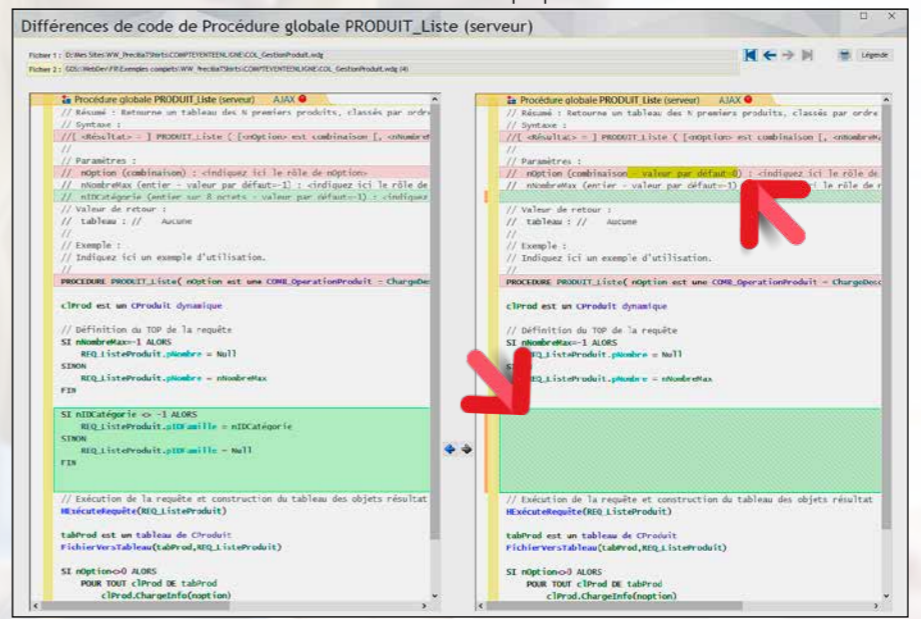 Différences de code de Procédure globale PRODUIT_Liste (serveur)
Fichier 1 :
Légende
Fichier 2 :
Procédure globale PRODUIT_Liste (serveur) AJAX
// Résumé : Retourne un tableau des N premiers produits, classés par ordre
// Syntaxe :
//[ <Résultat> = ] PRODUIT_Liste ( [<nOption> est combinaison [, <nNombreM
//
// Paramètres :
// nOption (combinaison) : <indiquez ici le rôle de nOption>
// nNombreMax (entier - valeur par défaut=-1) : <indiquez ici le rôle de
// nIDCatégorie (entier sur 8 octets - valeur par défaut=-1) : <indiquez
// Valeur de retour :
// tableau : // Aucune
//
// Exemple :
// Indiquez ici un exemple d'utilisation.
//
PROCEDURE PRODUIT_Liste( nOption est une COMB_OperationProduit = ChargeDesc
clProd est un CProduit dynamique
// Définition du TOP de la requête
SI nNombreMax=-1 ALORS
REQ_ListeProduit.pNombre = Null
SINON
REQ_ListeProduit.pNombre = nNombreMax
FIN
SI nIDCatégorie <> -1 ALORS
REQ_ListeProduit.pIDFamille = nIDCatégorie
SINON
REQ_ListeProduit.pIDFamille = Null
FIN
// Exécution de la requête et construction du tableau des objets résultat
HExécuteRequête(REQ_ListeProduit)
tabProd est un tableau de CProduit
FichierVersTableau(tabProd,REQ_ListeProduit)
SI nOption<>0 ALORS
POUR TOUT clProd DE tabProd
clProd.ChargeInfo(noption)
Procédure globale PRODUIT_Liste (serveur) AJAX
// Résumé : Retourne un tableau des N premiers produits, classés par ordre
// Syntaxe :
//[ <Résultat> = ] PRODUIT_Liste ( [<nOption> est combinaison [, <nNombreM
//
// Paramètres :
// nOption (combinaison - valeur par défaut=0) : <indiquez ici le rôle de
// nNombreMax (entier - valeur par défaut=-1) ici le rôle de
// Valeur de retour :
// tableau : // Aucune
//
// Exemple :
// Indiquez ici un exemple d'utilisation.
//
PROCEDURE PRODUIT_Liste( nOption est une COMB_OperationProduit = ChargeDesc
clProd est un CProduit dynamique
// Définition du TOP de la requête
SI nNombreMax=-1 ALORS
REQ_ListeProduit.pNombre = Null
REQ_ListeProduit.pNombre = nNombreMax
// Exécution de la requête et construction du tableau des objets résultat
HExécuteRequête(REQ_ListeProduit)
tabProd est un tableau de CProduit
FichierVersTableau(tabProd,REQ_ListeProduit)
SI nOption<>0 ALORS
POUR TOUT clProd DE tabProd
clProd.ChargeInfo(noption)